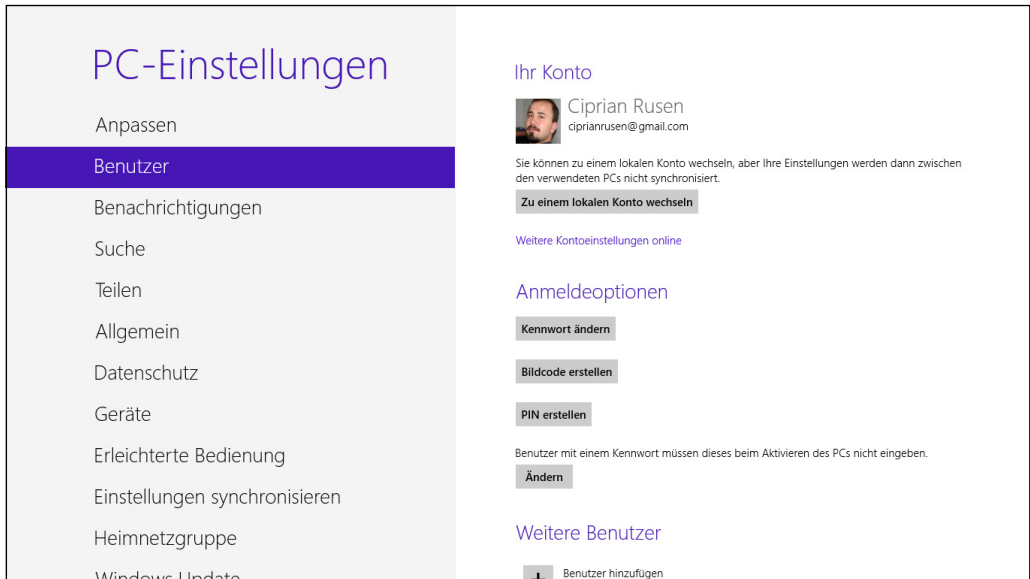 PC-Einstellungen
Anpassen
Benutzer
Benachrichtigungen
Suche
Teilen
Allgemein
Datenschutz
Geräte
Erleichterte Bedienung
Einstellungen synchronisieren
Heimnetzgruppe
Windows Update
Ihr Konto
Ciprian Rusen
ciprianrusen@gmail.com
Sie können zu einem lokalen Konto wechseln, aber Ihre Einstellungen werden dann zwischen
den verwendeten PCs nicht synchronisiert.
Zu einem lokalen Konto wechseln
Weitere Kontoeinstellungen online
Anmeldeoptionen
Kennwort ändern
Bildcode erstellen
PIN erstellen
Benutzer mit einem Kennwort müssen dieses beim Aktivieren des PCs nicht eingeben.
Ändern
Weitere Benutzer
Benutzer hinzufügen